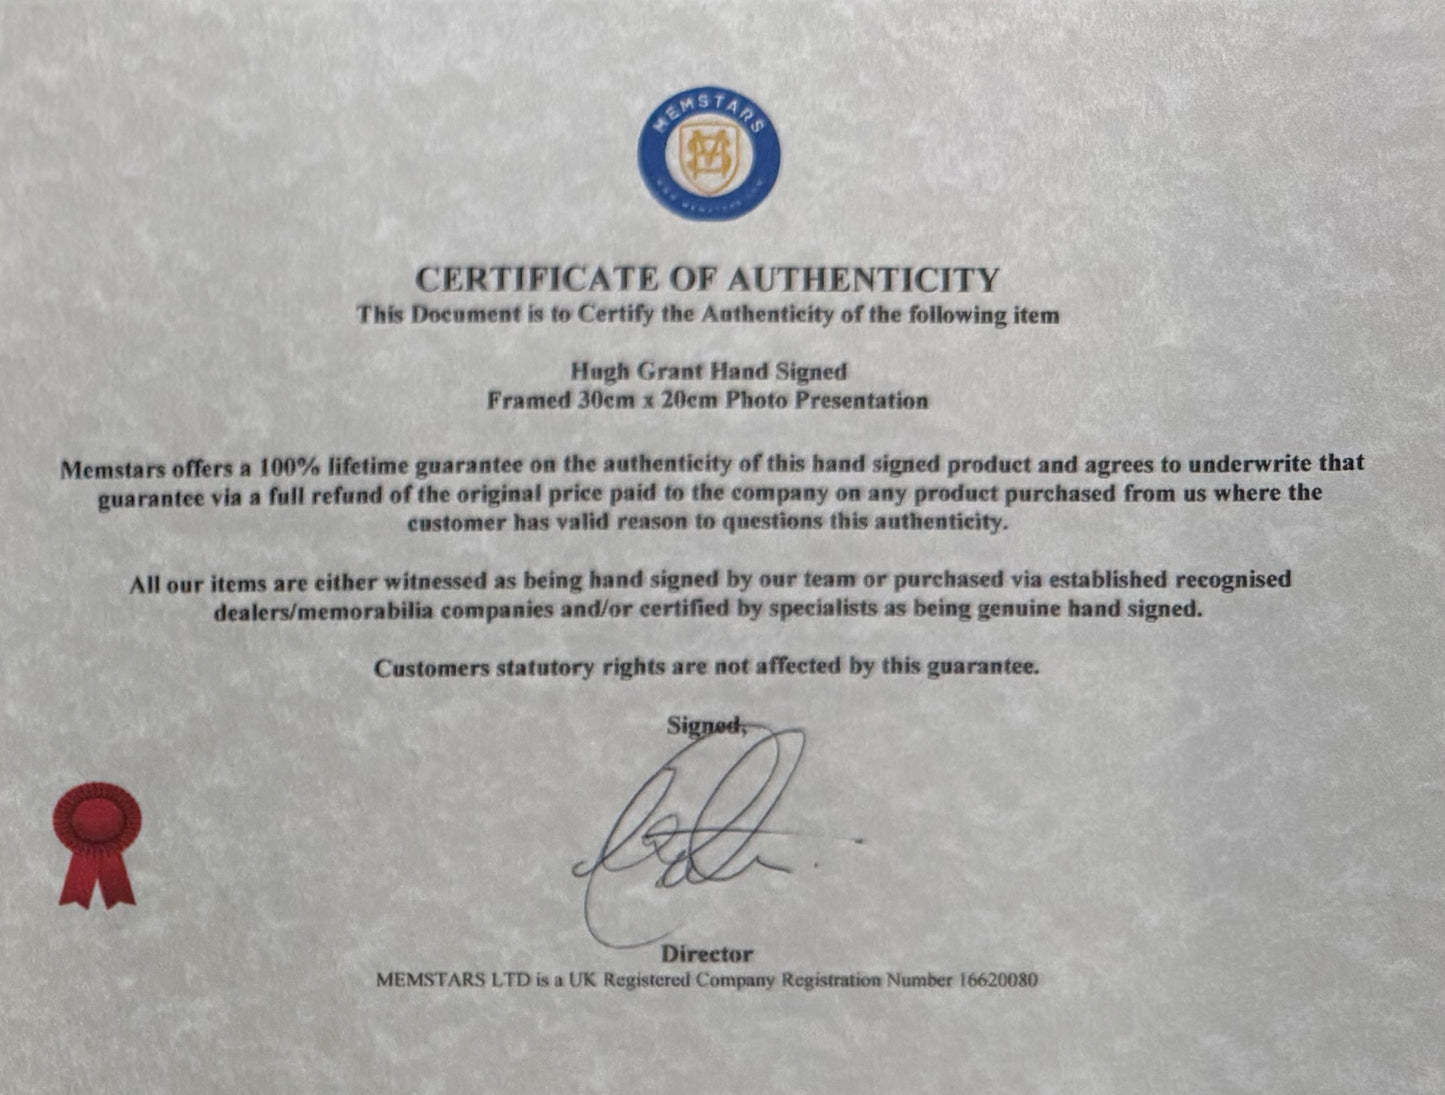 MEMSTARS
CERTIFICATE OF AUTHENTICITY
This Document is to Certify the Authenticity of the following item
Hugh Grant Hand Signed
Framed 30cm x 20cm Photo Presentation
Memstars offers a 100% lifetime guarantee on the authenticity of this hand signed product and agrees to underwrite that
guarantee via a full refund of the original price paid to the company on any product purchased from us where the
customer has valid reason to questions this authenticity.
All our items are either witnessed as being hand signed by our team or purchased via established recognised
dealers/memorabilia companies and/or certified by specialists as being genuine hand signed.
Customers statutory rights are not affected by this guarantee.
Signed,
Director
MEMSTARS LTD is a UK Registered Company Registration Number 16620080